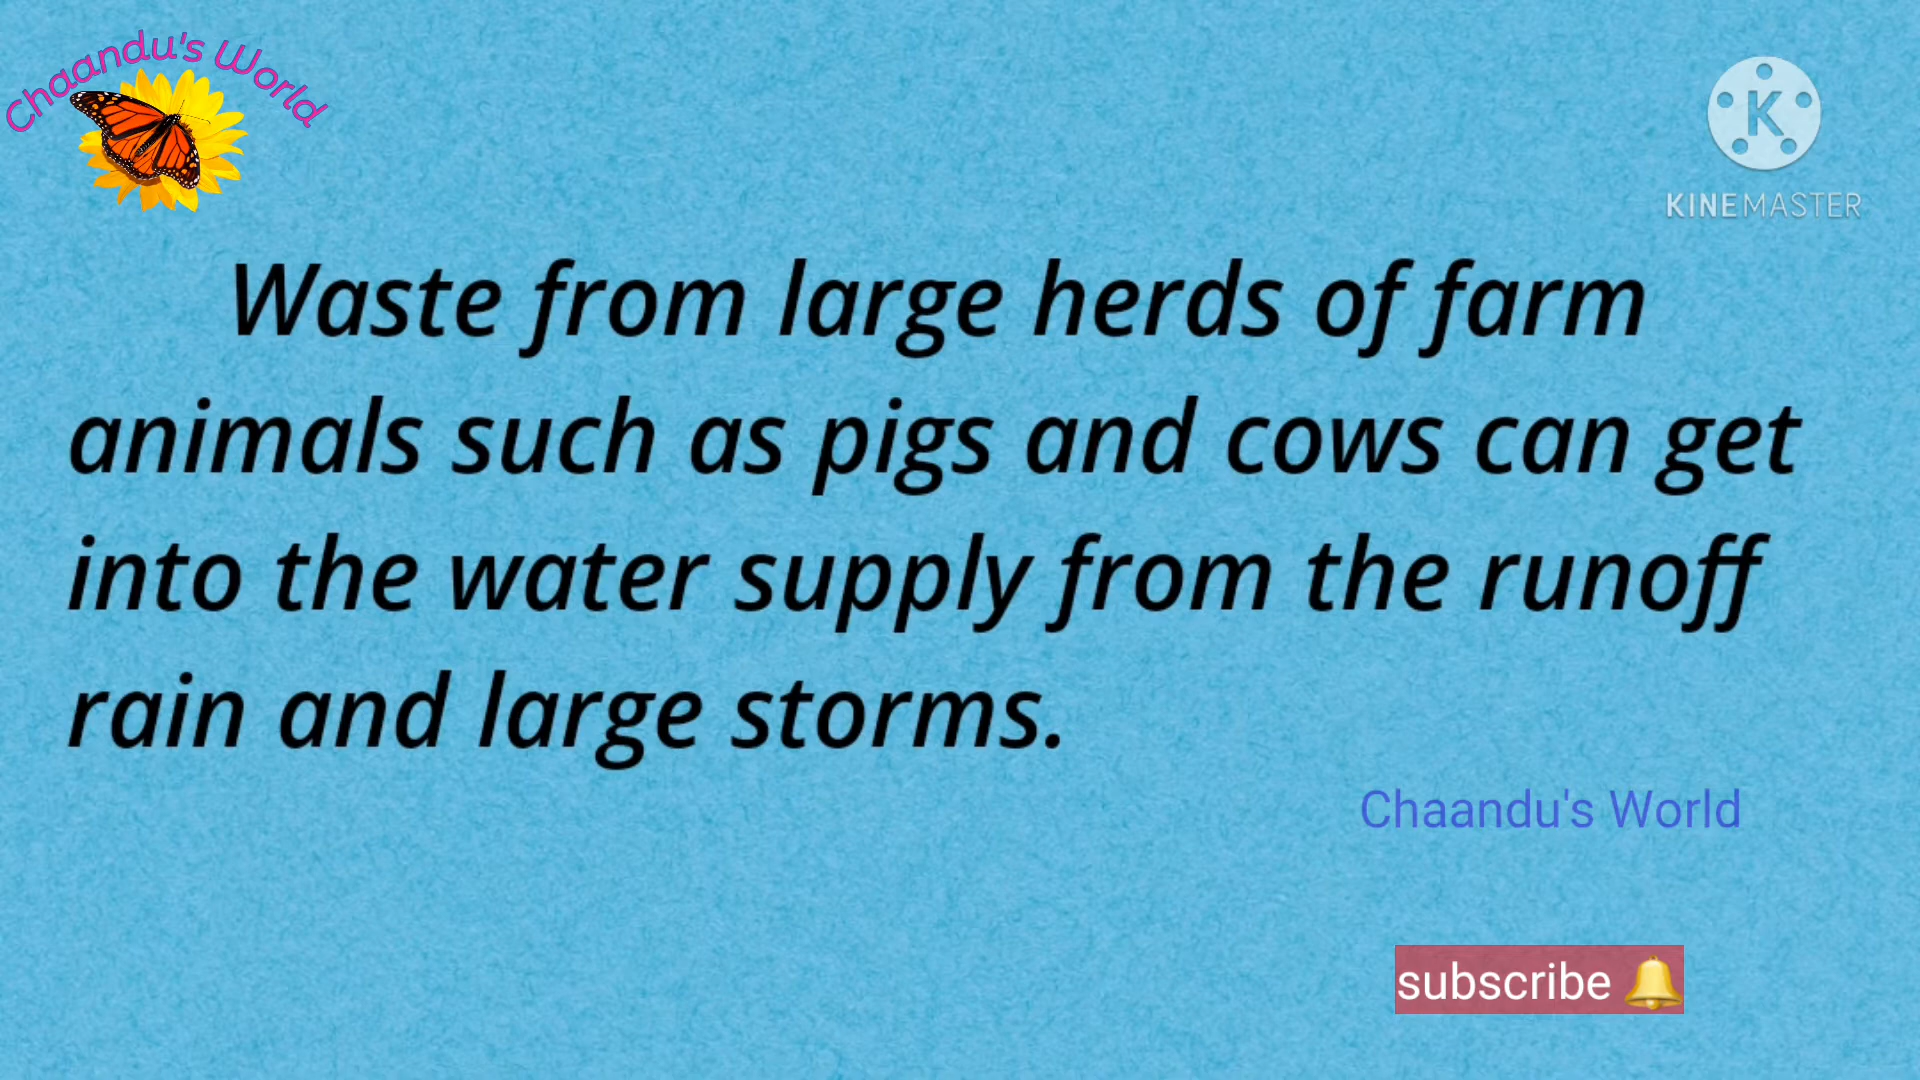 Chaandu's World
K
KINEMASTER
Waste from large herds of farm
animals such as pigs and cows can get
into the water supply from the runoff
rain and large storms.
Chaandu's World
subscribe 🔔